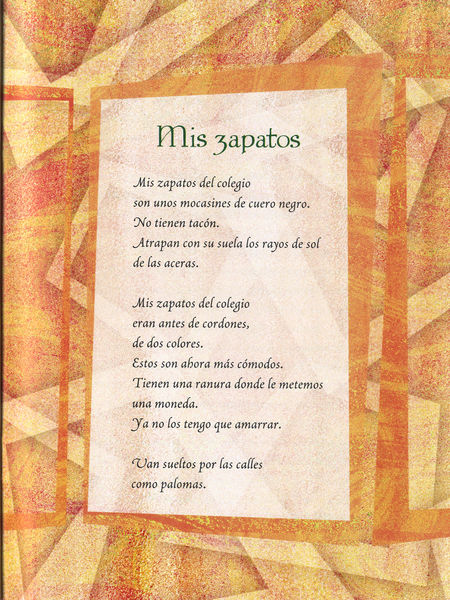 Mis zapatos
Mis zapatos del colegio
son unos mocasines de cuero negro.
No tienen tacón.
Atrapan con su suela los rayos de sol
de las aceras.
Mis zapatos del colegio
eran antes de cordones,
de dos colores.
Estos son ahora más cómodos.
Tienen una ranura donde le metemos
una moneda.
Ya no los tengo que amarrar.
Van sueltos por las calles
como palomas.